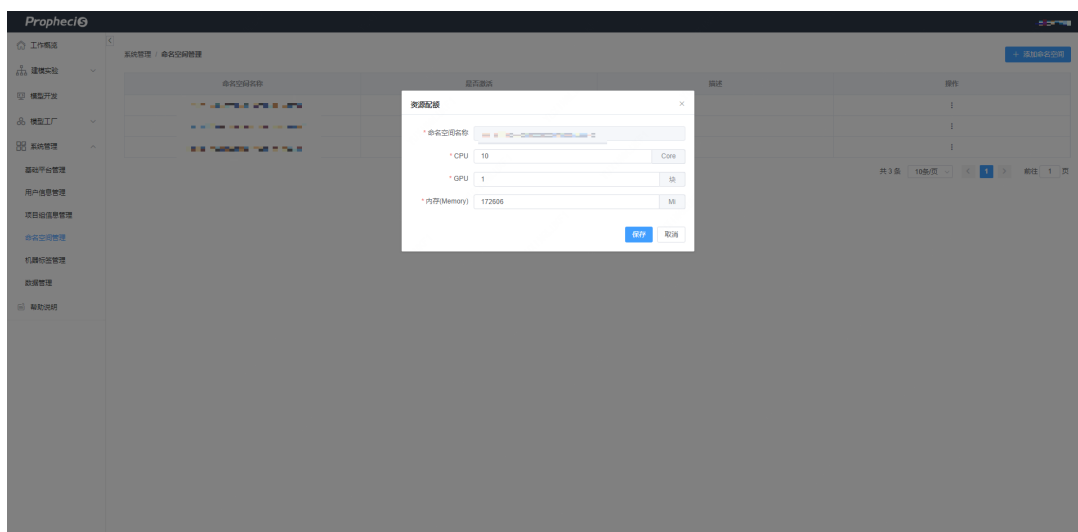 PropheciS
工作概览
系统管理 / 命名空间管理
+ 添加命名空间
建模实验
命名空间名称 是否激活 描述 操作
模型开发
模型工厂
系统管理
基础平台管理
用户信息管理
项目组信息管理
命名空间管理
机器标签管理
数据管理
帮助说明
资源配额 ×
* 命名空间名称
* CPU 10 Core
* GPU 1 块
* 内存(Memory) 172606 Mi
保存 取消
共 3 条 10条/页 < 1 > 前往 1 页